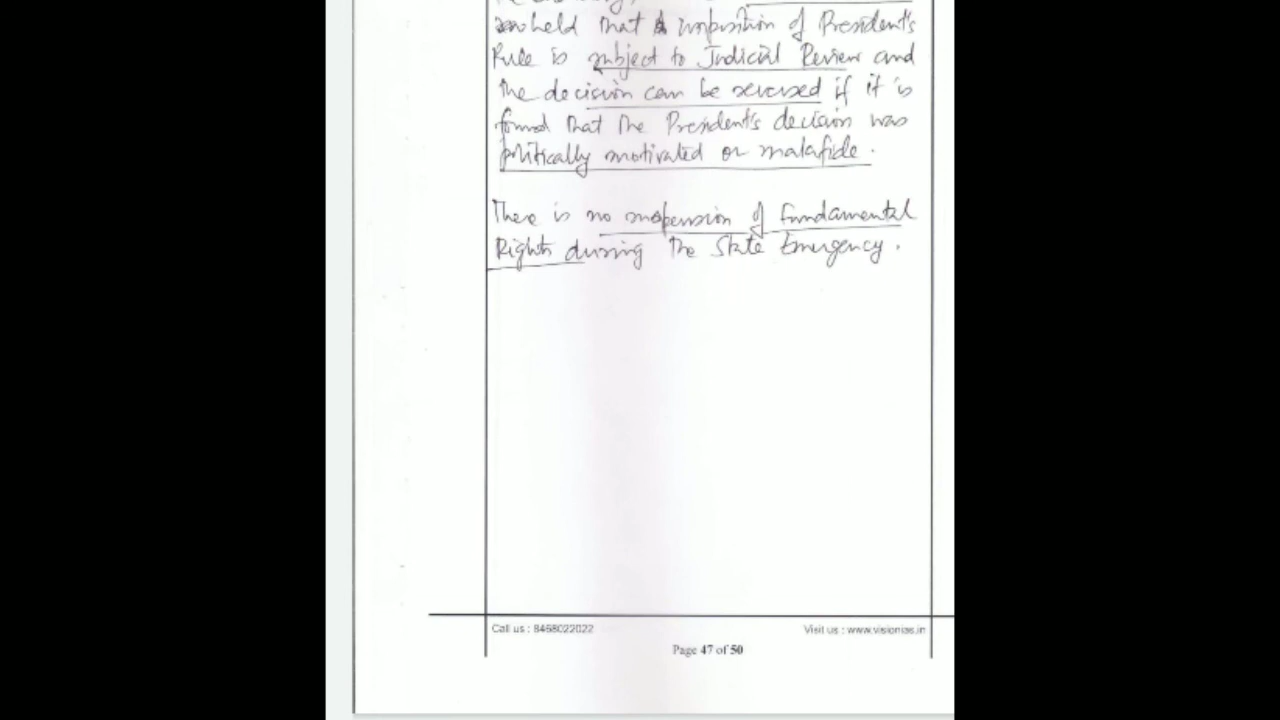 held that imposition of President's
Rule is subject to Judicial Review and
the decision can be reversed if it is
found that the President's decision was
politically motivated or malafide.
There is no suspension of Fundamental
Rights during the State Emergency.
Call us : 8468022022 Visit us : www.visionias.in
Page 47 of 50